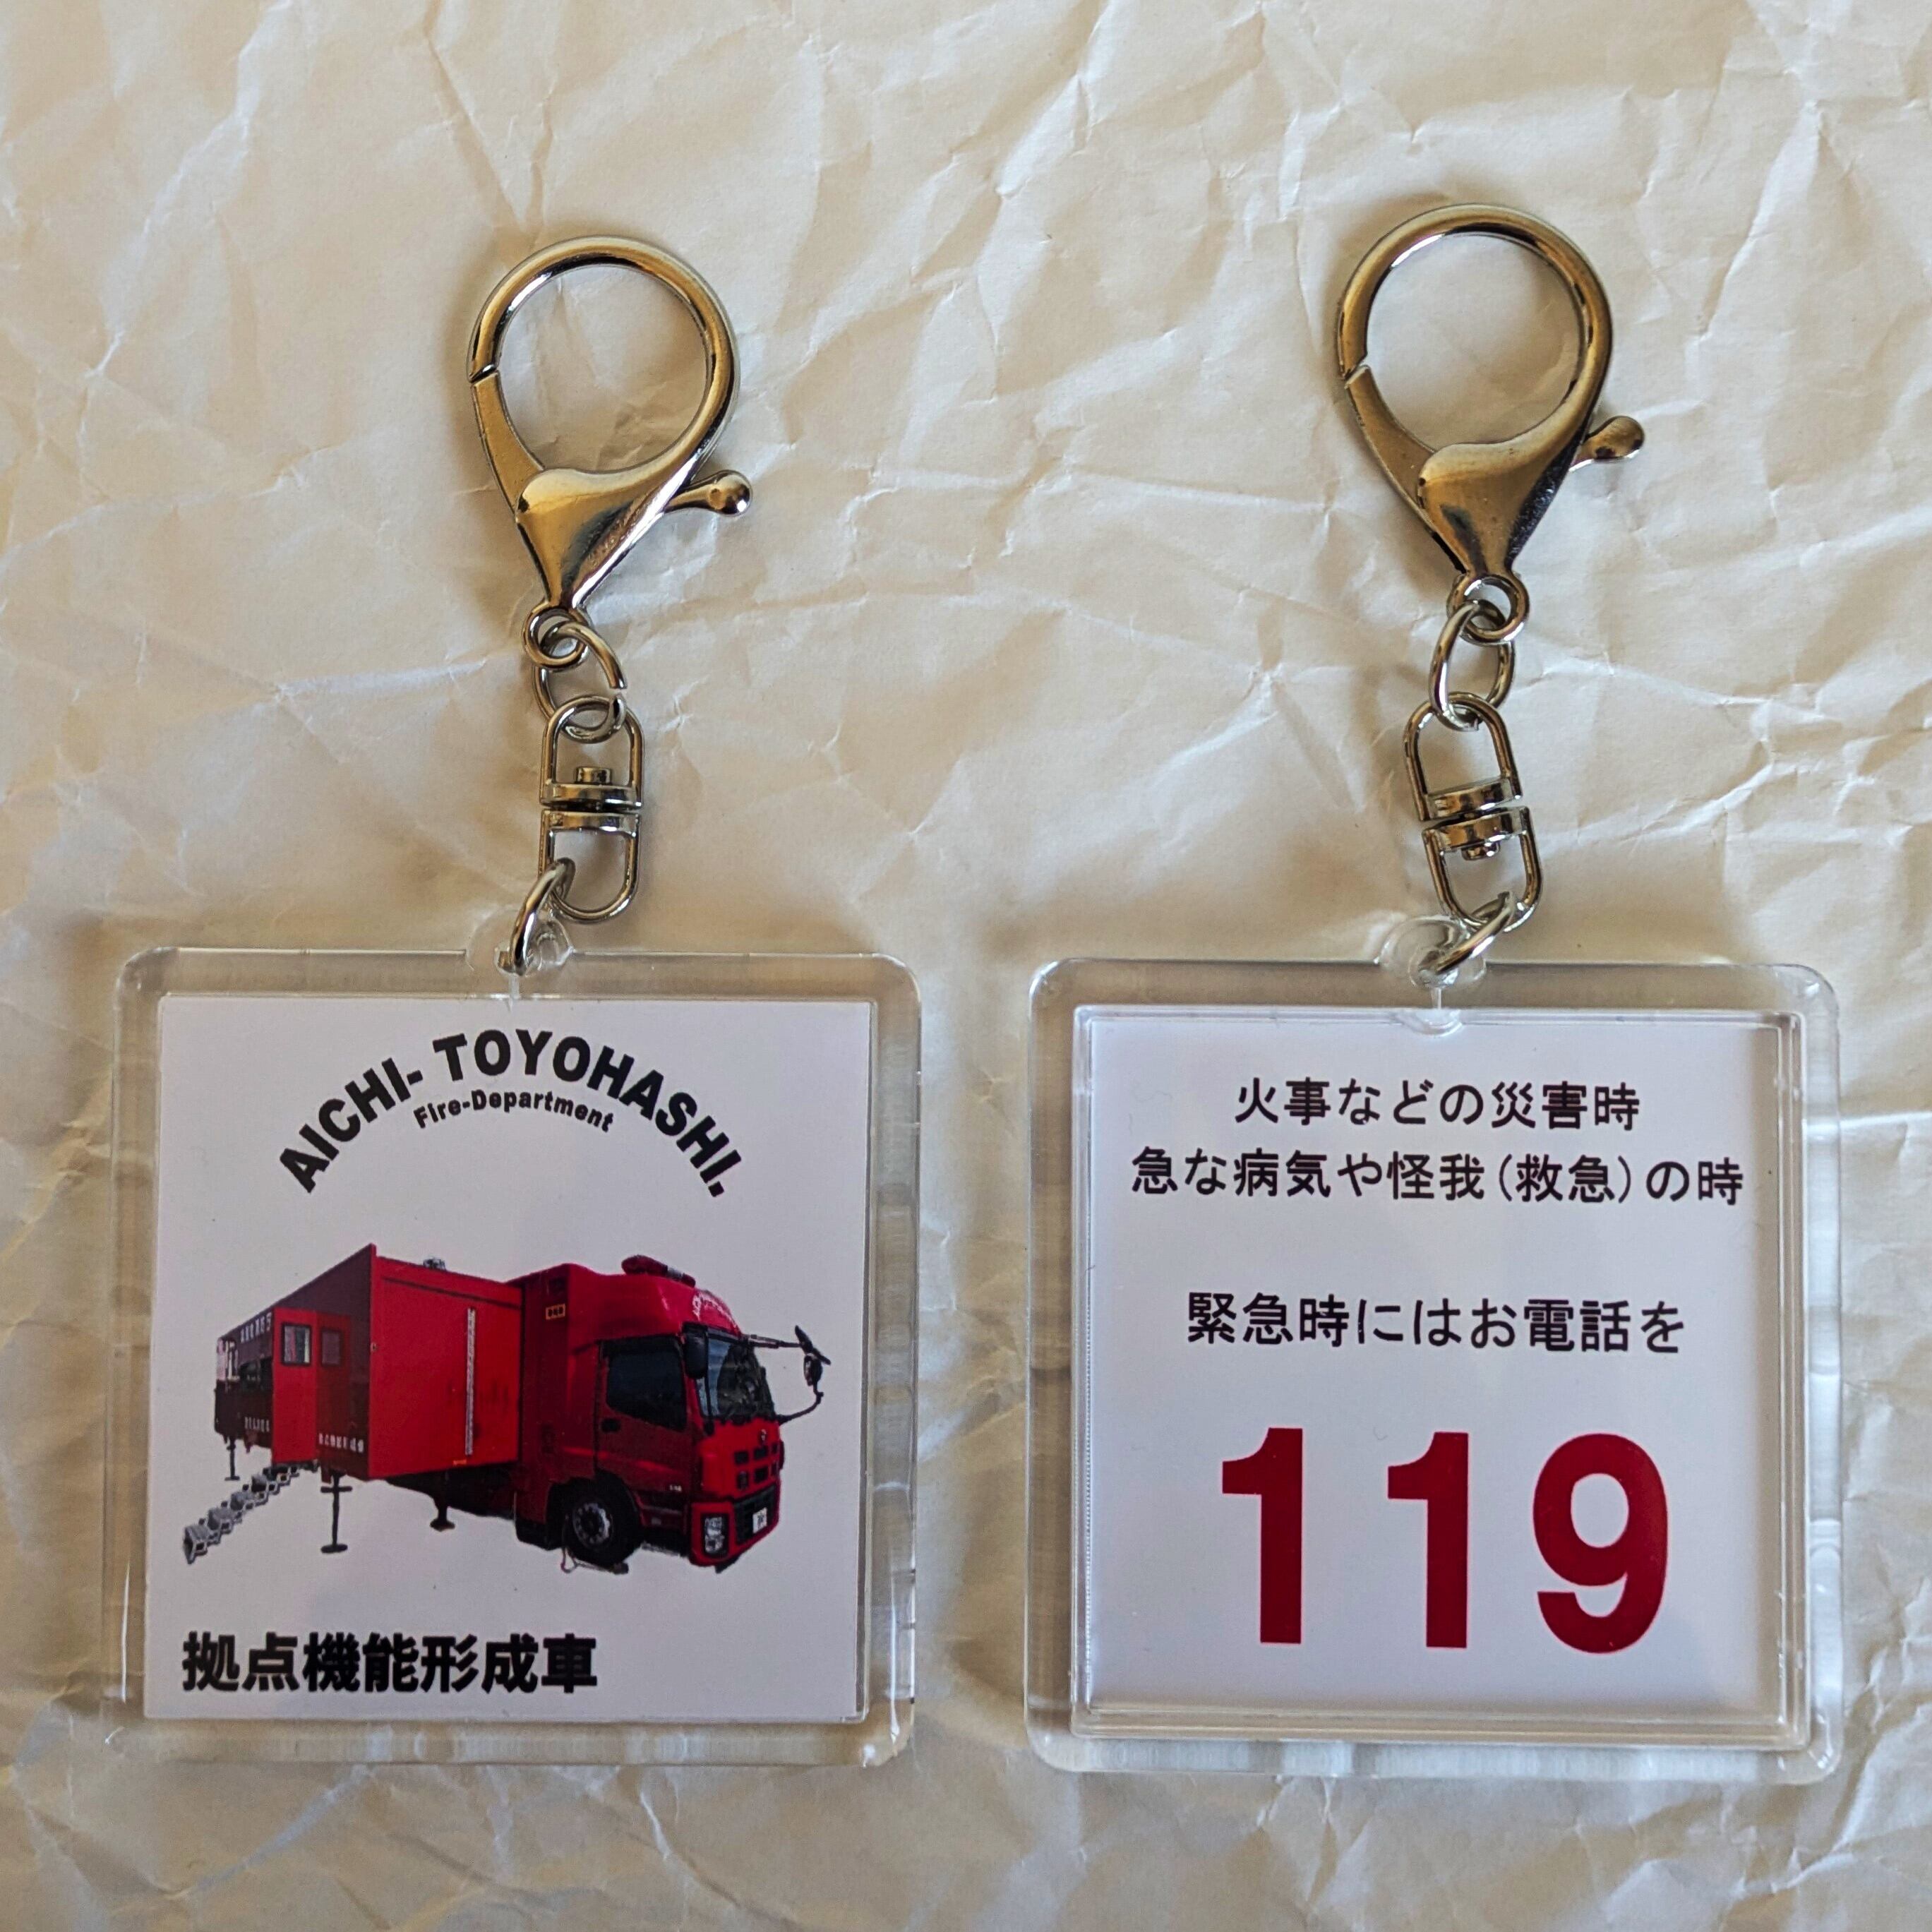 AICHI- TOYOHASHI.
Fire-Department
拠点機能形成車
火事などの災害時
急な病気や怪我(救急)の時
緊急時にはお電話を
119